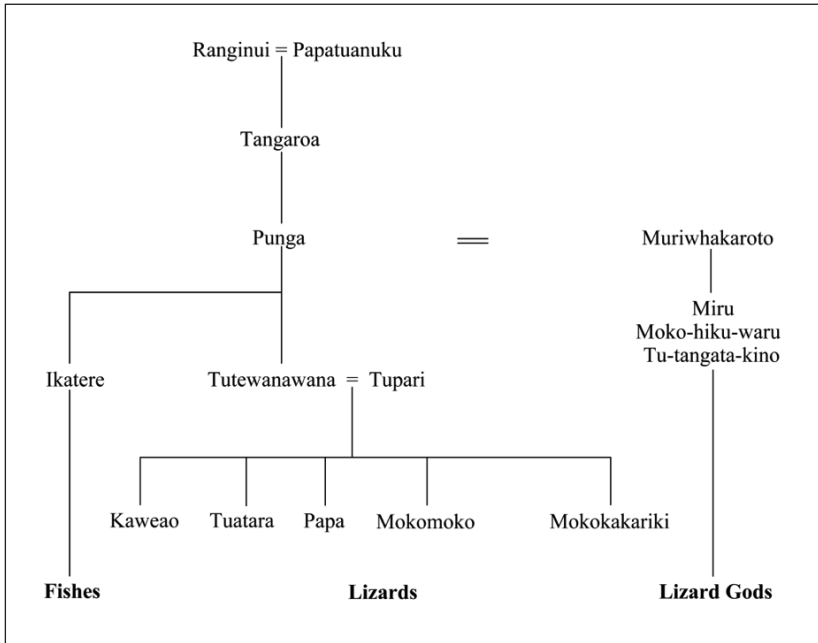 Ranginui = Papatuanuku
Tangaroa
Punga = Muriwhakaroto
Miru
Moko-hiku-waru
Tu-tangata-kino
Ikatere Tutewanawana = Tupari
Kaweao Tuatara Papa Mokomoko Mokokakariki
Fishes Lizards Lizard Gods